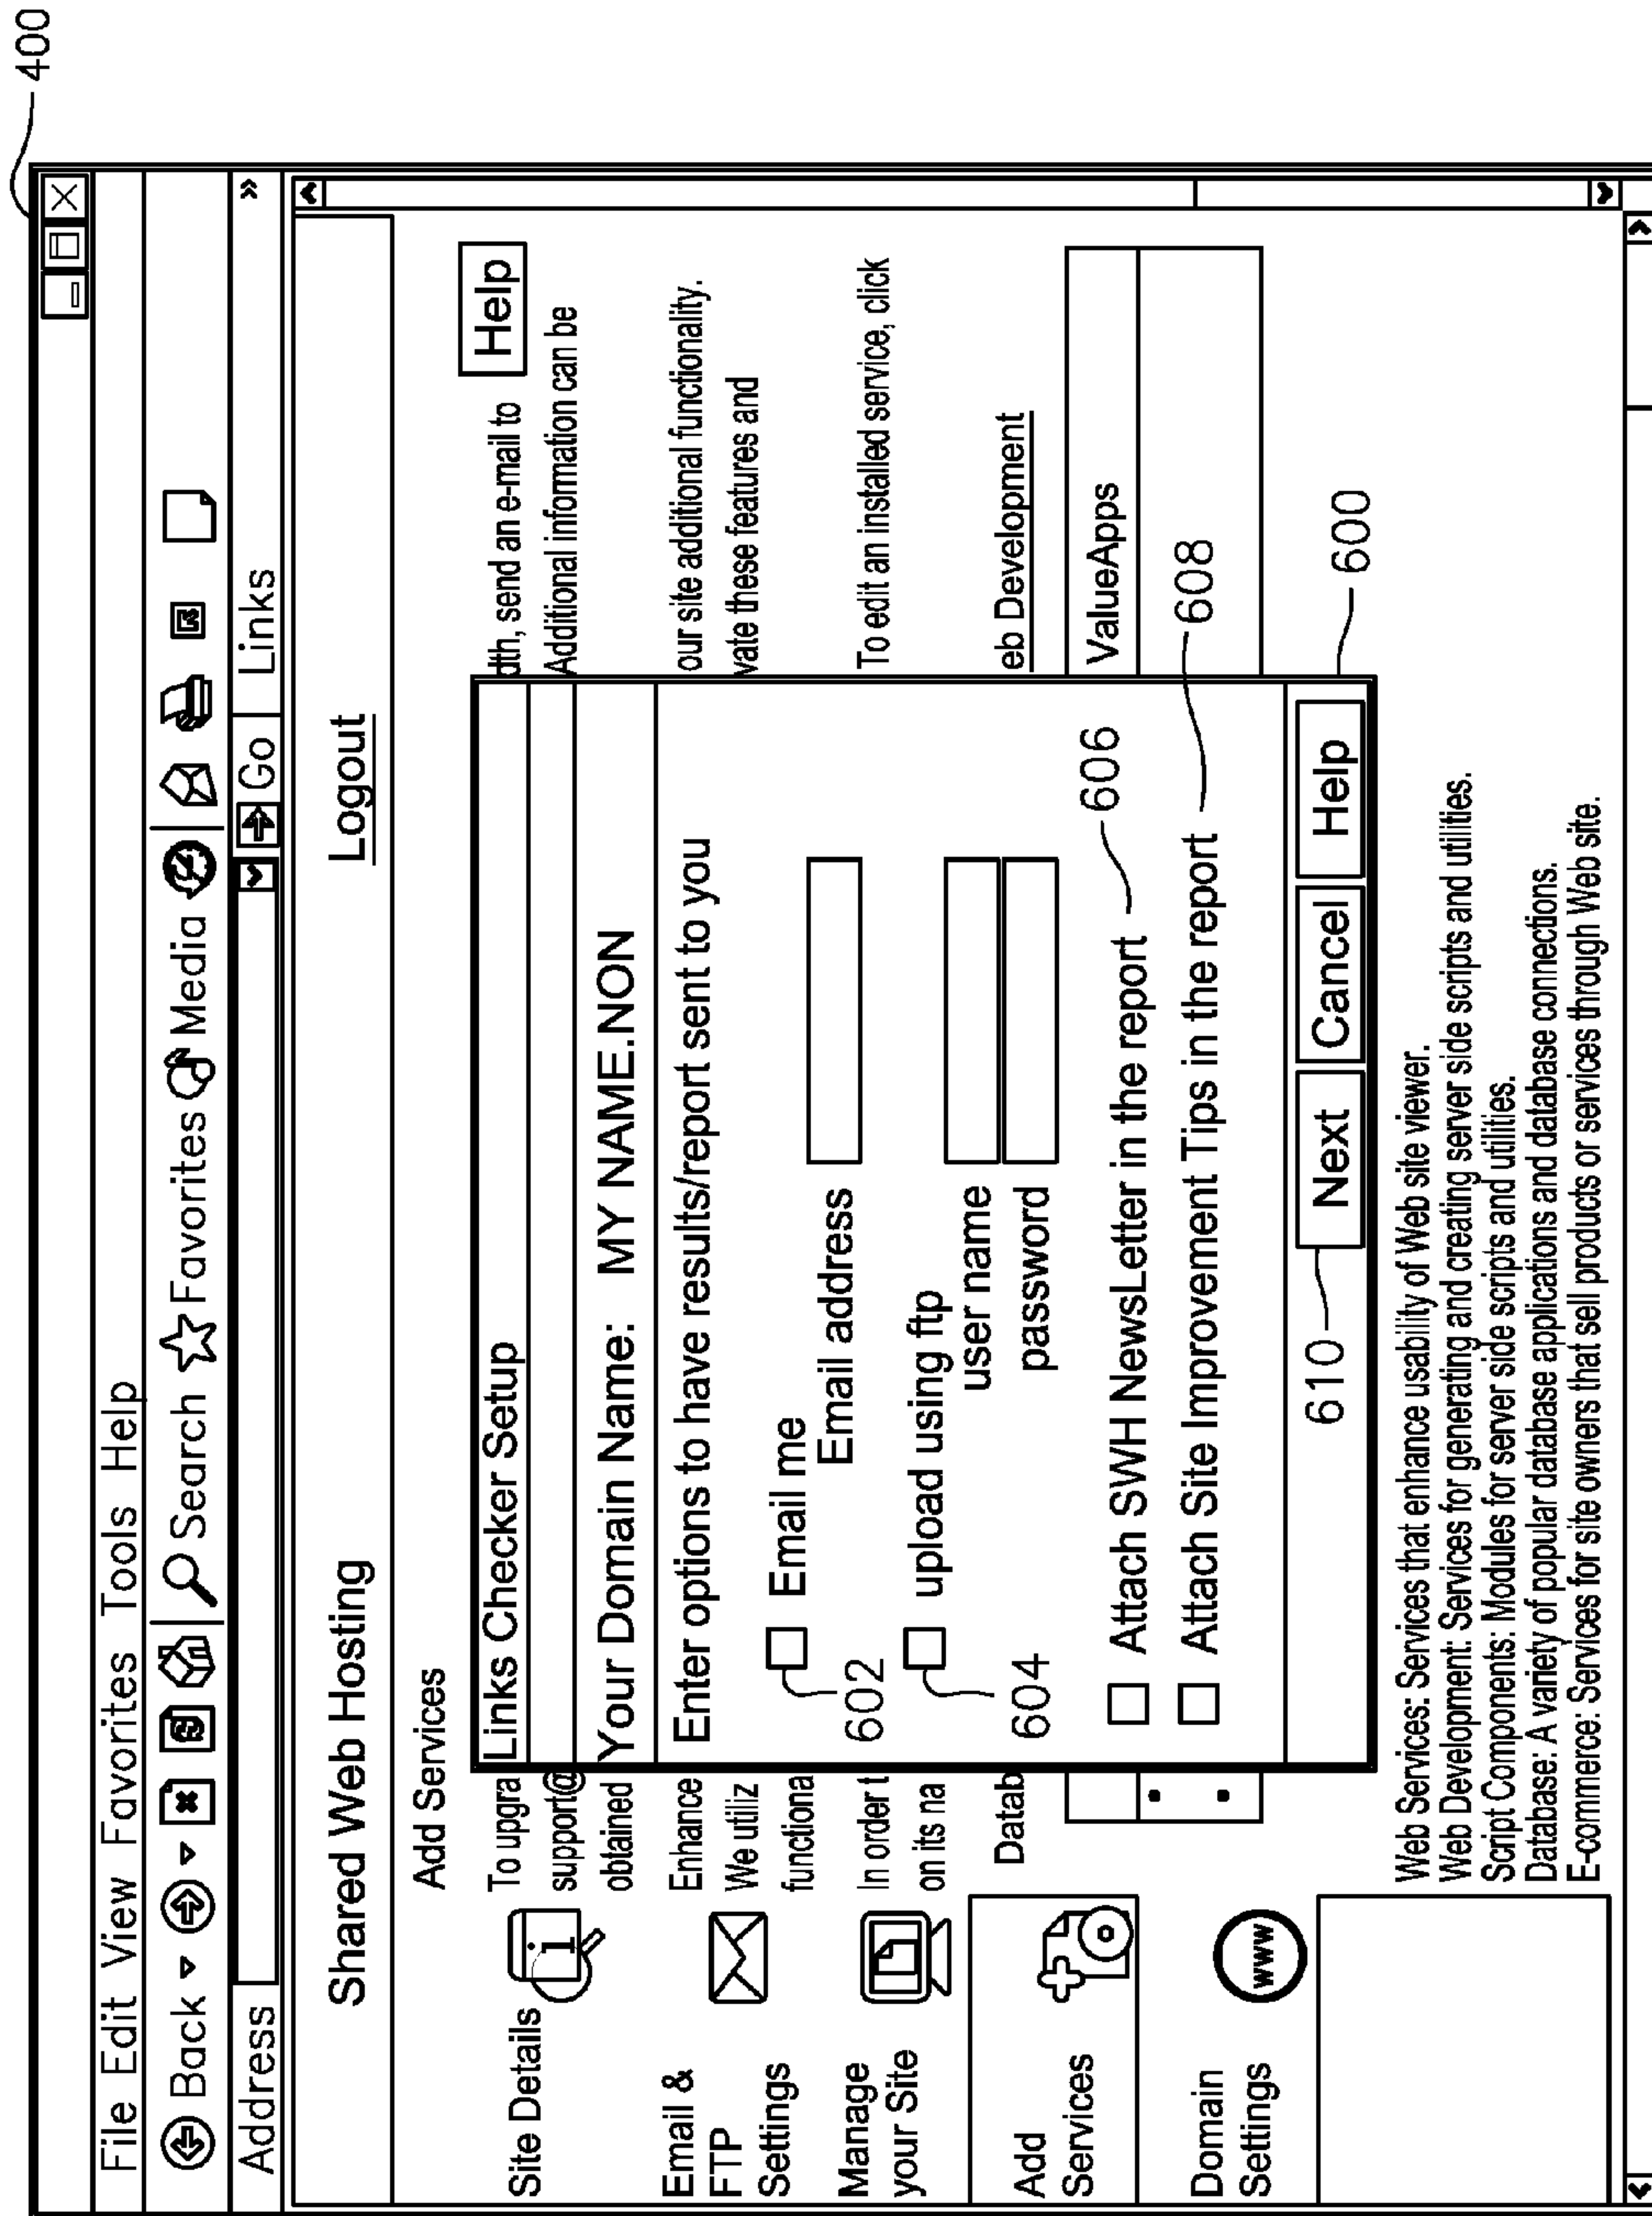 400
File Edit View Favorites Tools Help
Back Search Favorites Media
Address Go Links
Shared Web Hosting Logout
Add Services
Help
Site Details
Email &
FTP
Settings
Manage
your Site
Add
Services
Domain
Settings
www
To upgra dth, send an e-mail to
support@ Additional information can be
obtained
Enhance our site additional functionality.
We utiliz vate these features and
functiona
In order t To edit an installed service, click
on its na
Datab eb Development
ValueApps
Links Checker Setup
Your Domain Name: MY NAME.NON
Enter options to have results/report sent to you
Email me
602
Email address
upload using ftp
604
user name
password
Attach SWH NewsLetter in the report 606
Attach Site Improvement Tips in the report 608
610 Next Cancel Help 600
Web Services: Services that enhance usability of Web site viewer.
Web Development: Services for generating and creating server side scripts and utilities.
Script Components: Modules for server side scripts and utilities.
Database: A variety of popular database applications and database connections.
E-commerce: Services for site owners that sell products or services through Web site.